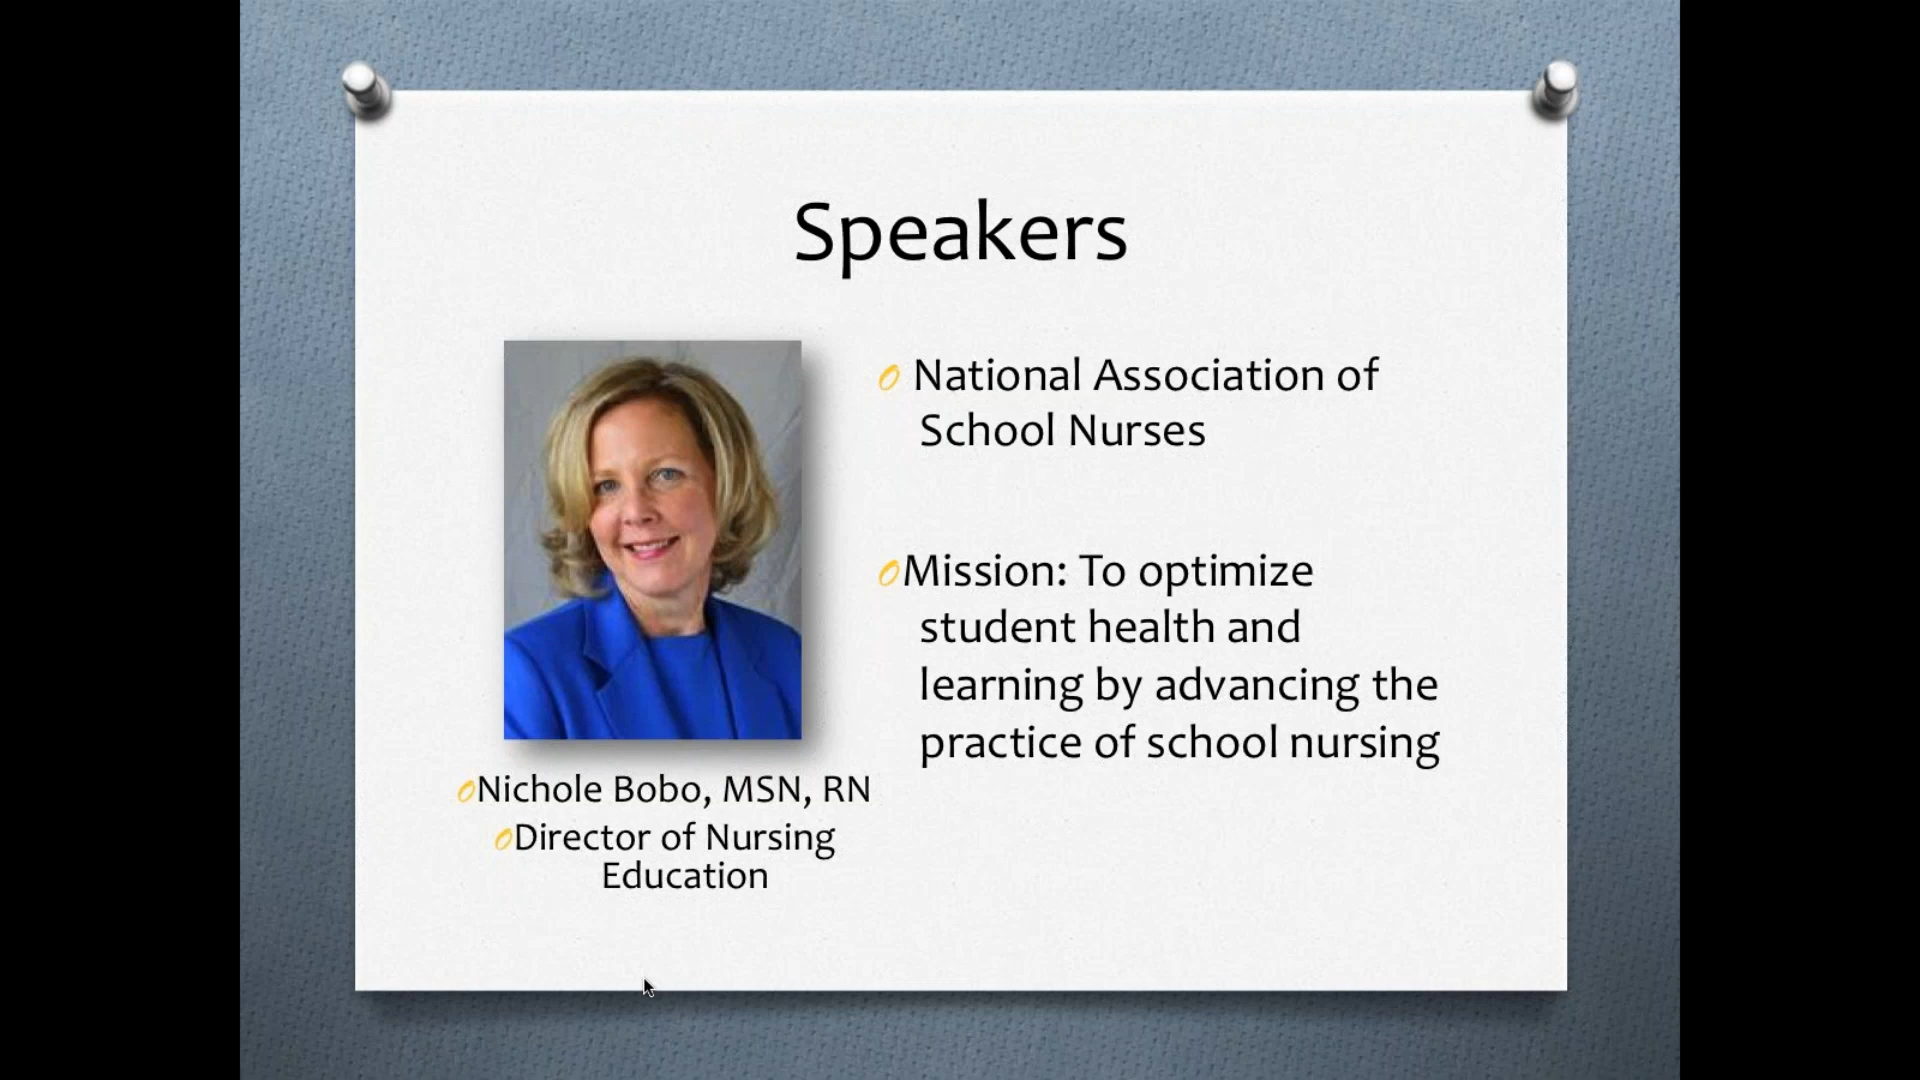 Speakers
Nichole Bobo, MSN, RN
Director of Nursing
Education
National Association of
School Nurses
Mission: To optimize
student health and
learning by advancing the
practice of school nursing